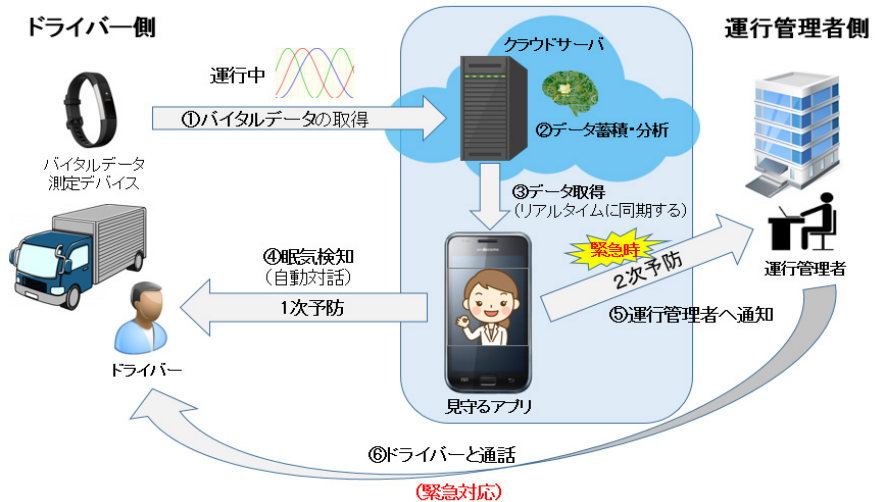 ドライバー側
クラウドサーバ
運行管理者側
運行中
①バイタルデータの取得
②データ蓄積・分析
バイタルデータ
測定デバイス
③データ取得
(リアルタイムに同期する)
④眠気検知
(自動対話)
1次予防
緊急時
2次予防
運行管理者
⑤運行管理者へ通知
ドライバー
見守るアプリ
⑥ドライバーと通話
(緊急対応)